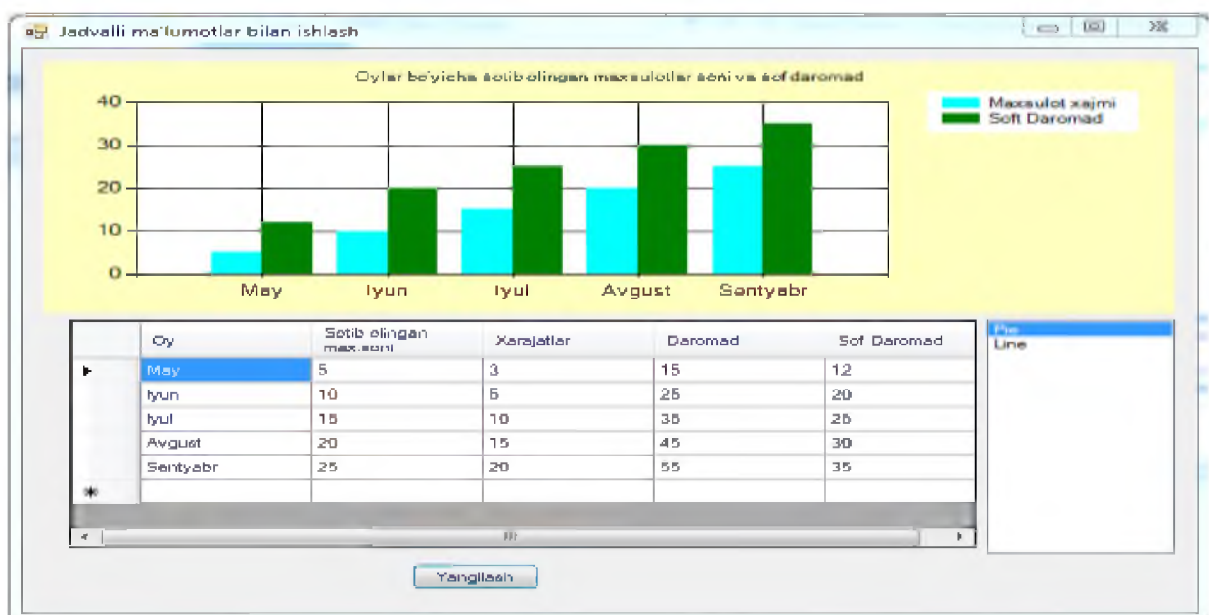 Jadvalli ma'lumotlar bilan ishlash
Oylar bo'yicha sotib olingan maxsulotlar soni va sof daromad
40
30
20
10
0
May Iyun Iyul Avgust Sentyabr
Maxsulot xajmi
Soft Daromad
Oy Sotib olingan max.soni Xarajatlar Daromad Sof Daromad
May 5 3 15 12
Iyun 10 5 25 20
Iyul 15 10 35 25
Avgust 20 15 45 30
Sentyabr 25 20 55 35
Pie
Line
Yangilash